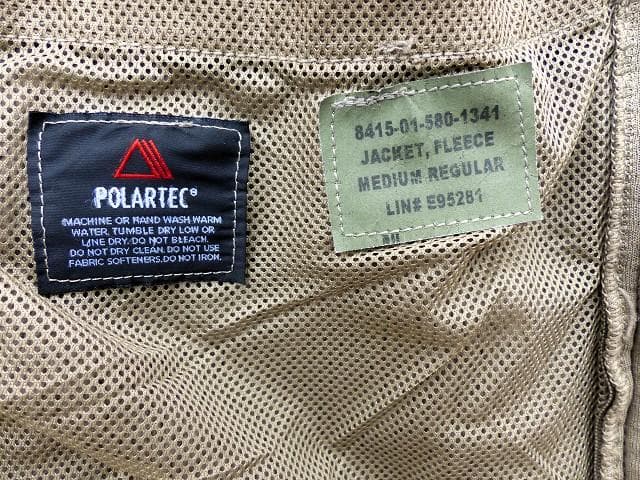 POLARTEC®
MACHINE OR HAND WASH WARM
WATER. TUMBLE DRY LOW OR
LINE DRY. DO NOT BLEACH.
DO NOT DRY CLEAN. DO NOT USE
FABRIC SOFTENERS. DO NOT IRON.
8415-01-580-1341
JACKET, FLEECE
MEDIUM REGULAR
LIN# E95281